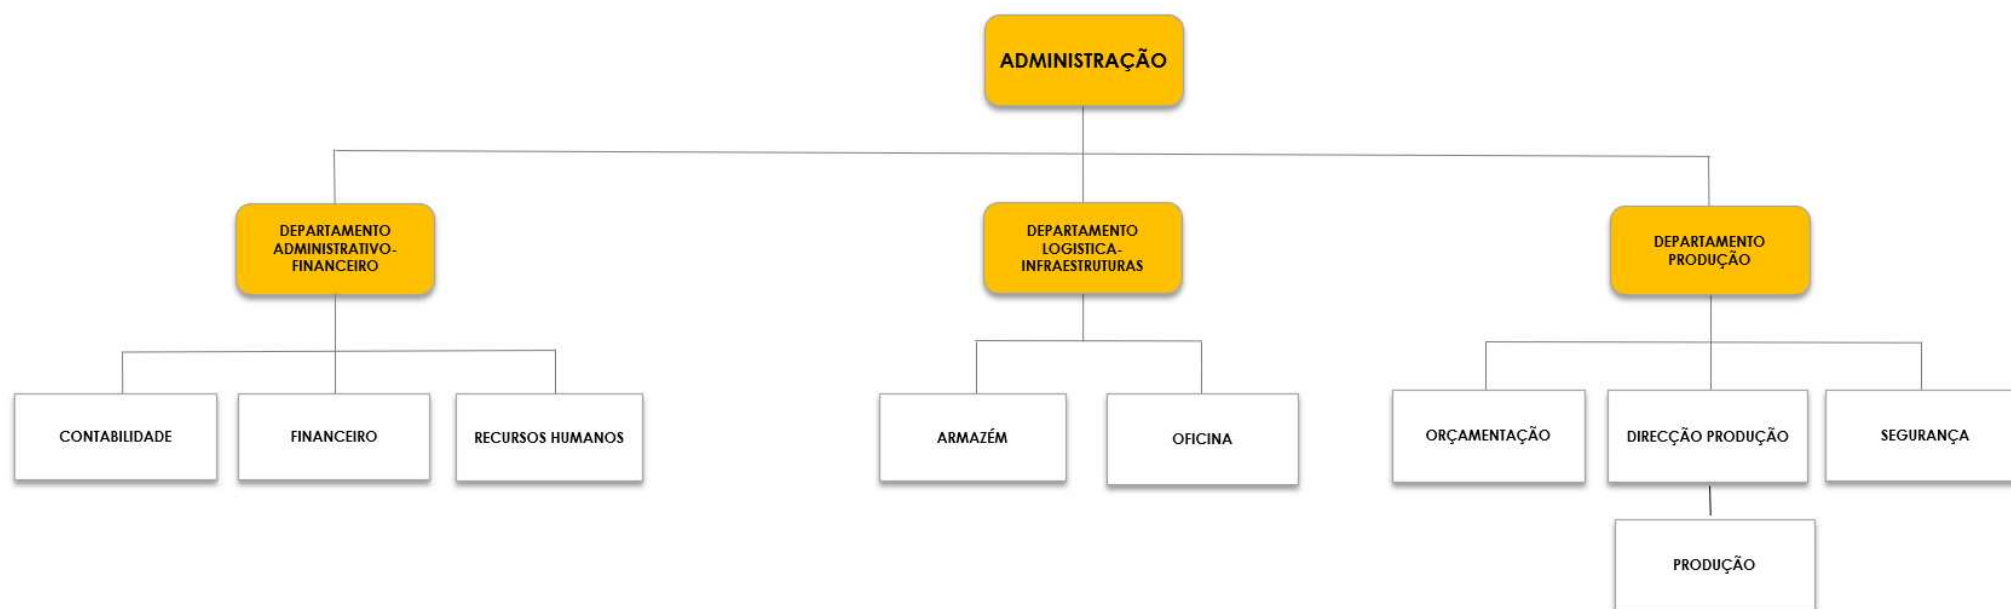 ADMINISTRAÇÃO
DEPARTAMENTO
ADMINISTRATIVO-
FINANCEIRO
DEPARTAMENTO
LOGISTICA-
INFRAESTRUTURAS
DEPARTAMENTO
PRODUÇÃO
CONTABILIDADE
FINANCEIRO
RECURSOS HUMANOS
ARMAZÉM
OFICINA
ORÇAMENTAÇÃO
DIRECÇÃO PRODUÇÃO
SEGURANÇA
PRODUÇÃO